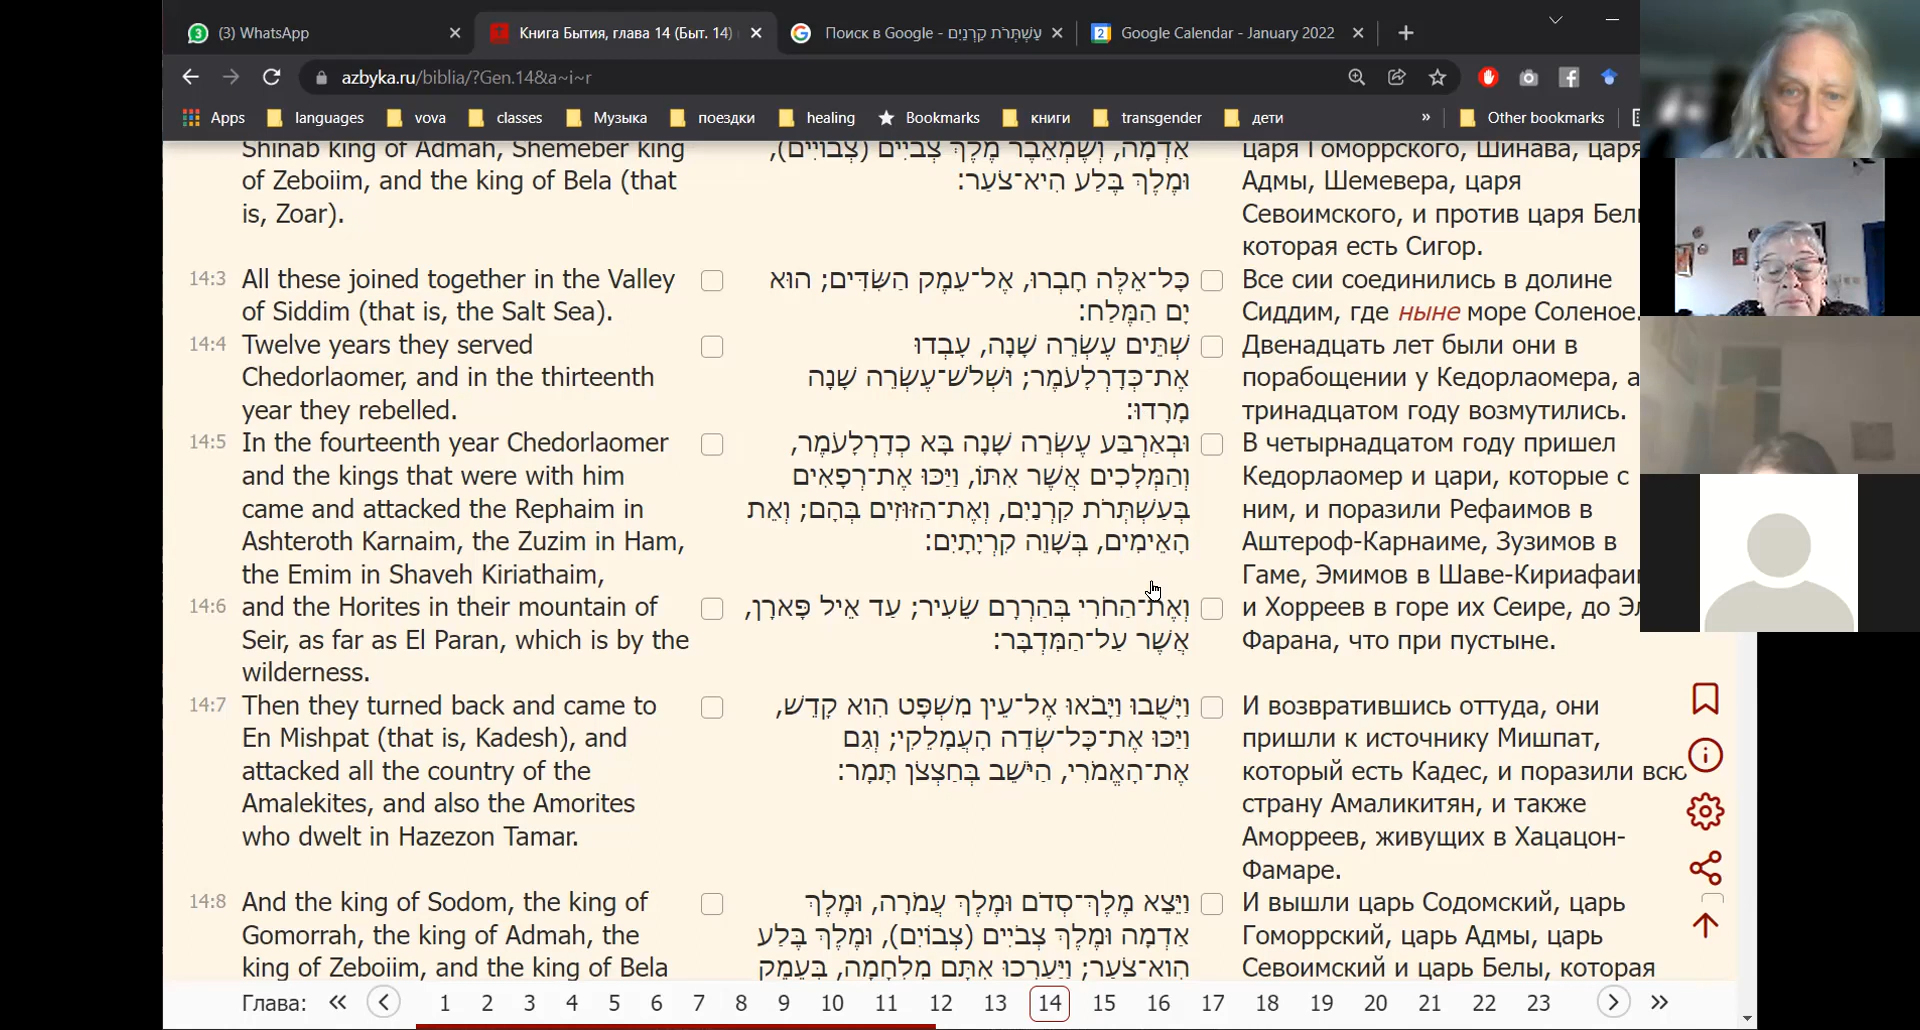 (3) WhatsApp
Книга Бытия, глава 14 (Быт. 14)
Поиск в Google - עַשְׁתְּרֹת קַרְנַיִם
Google Calendar - January 2022
azbyka.ru/biblia/?Gen.14&a~i~r
Apps languages vova classes Музыка поездки healing Bookmarks книги transgender дети » Other bookmarks
Shinab king of Admah, Shemeber king
of Zeboiim, and the king of Bela (that
is, Zoar).
אַדְמָה, וְשֶׁמְאֵבֶר מֶלֶךְ צְבֹיִים (צְבוֹיִים),
וּמֶלֶךְ בֶּלַע הִיא־צֹעַר:
царя Гоморрского, Шинава, царя
Адмы, Шемевера, царя
Севоимского, и против царя
которая есть Сигор.
14:3 All these joined together in the Valley
of Siddim (that is, the Salt Sea).
כָּל־אֵלֶּה חָבְרוּ, אֶל־עֵמֶק הַשִּׂדִּים; הוּא
יָם הַמֶּלַח:
Все сии соединились в долине
Сиддим, где ныне море Соленое.
14:4 Twelve years they served
Chedorlaomer, and in the thirteenth
year they rebelled.
שְׁתֵּים עֶשְׂרֵה שָׁנָה, עָבְדוּ
אֶת־כְּדָרְלָעֹמֶר; וּשְׁלֹשׁ־עֶשְׂרֵה שָׁנָה
מָרָדוּ:
Двенадцать лет были они в
порабощении у Кедорлаомера, а
тринадцатом году возмутились.
14:5 In the fourteenth year Chedorlaomer
and the kings that were with him
came and attacked the Rephaim in
Ashteroth Karnaim, the Zuzim in Ham,
the Emim in Shaveh Kiriathaim,
וּבְאַרְבַּע עֶשְׂרֵה שָׁנָה בָּא כְדָרְלָעֹמֶר,
וְהַמְּלָכִים אֲשֶׁר אִתּוֹ, וַיַּכּוּ אֶת־רְפָאִים
בְּעַשְׁתְּרֹת קַרְנַיִם, וְאֶת־הַזּוּזִים בְּהָם; וְאֵת
הָאֵימִים, בְּשָׁוֵה קִרְיָתָיִם:
В четырнадцатом году пришел
Кедорлаомер и цари, которые с
ним, и поразили Рефаимов в
Аштероф-Карнаиме, Зузимов в
Гаме, Эмимов в
14:6 and the Horites in their mountain of
Seir, as far as El Paran, which is by the
wilderness.
וְאֶת־הַחֹרִי בְּהַרְרָם שֵׂעִיר; עַד אֵיל פָּארָן,
אֲשֶׁר עַל־הַמִּדְבָּר:
и Хорреев в горе их Сеире, до
Фарана, что при пустыне.
14:7 Then they turned back and came to
En Mishpat (that is, Kadesh), and
attacked all the country of the
Amalekites, and also the Amorites
who dwelt in Hazezon Tamar.
וַיָּשֻׁבוּ וַיָּבֹאוּ אֶל־עֵין מִשְׁפָּט הִוא קָדֵשׁ,
וַיַּכּוּ אֶת־כָּל־שְׂדֵה הָעֲמָלֵקִי; וְגַם
אֶת־הָאֱמֹרִי, הַיֹּשֵׁב בְּחַצְצֹן תָּמָר:
И возвратившись оттуда, они
пришли к источнику Мишпат,
который есть Кадес, и поразили всю
страну Амаликитян, и также
Аморреев, живущих в Хацацон-
Фамаре.
14:8 And the king of Sodom, the king of
Gomorrah, the king of Admah, the
king of Zeboiim, and the king of Bela
וַיֵּצֵא מֶלֶךְ־סְדֹם וּמֶלֶךְ עֲמֹרָה, וּמֶלֶךְ
אַדְמָה וּמֶלֶךְ צְבֹיִים (צְבוֹיִם), וּמֶלֶךְ בֶּלַע
הִוא־צֹעַר; וַיַּעַרְכוּ אִתָּם מִלְחָמָה, בְּעֵמֶק
И вышли царь Содомский, царь
Гоморрский, царь Адмы, царь
Севоимский и царь Белы, которая
Глава: « 1 2 3 4 5 6 7 8 9 10 11 12 13 14 15 16 17 18 19 20 21 22 23 »